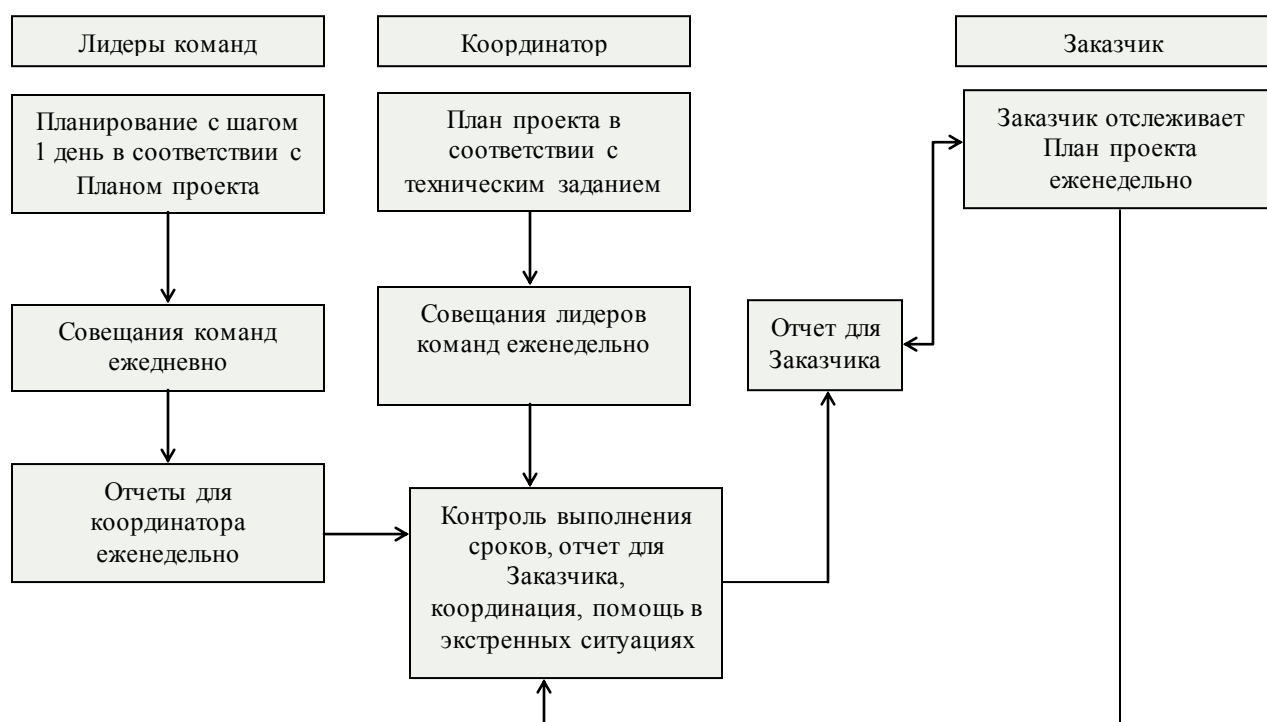 Лидеры команд
Координатор
Заказчик
Планирование с шагом
1 день в соответствии с
Планом проекта
План проекта в
соответствии с
техническим заданием
Заказчик отслеживает
План проекта
еженедельно
Совещания команд
ежедневно
Совещания лидеров
команд еженедельно
Отчет для
Заказчика
Отчеты для
координатора
еженедельно
Контроль выполнения
сроков, отчет для
Заказчика,
координация, помощь в
экстренных ситуациях